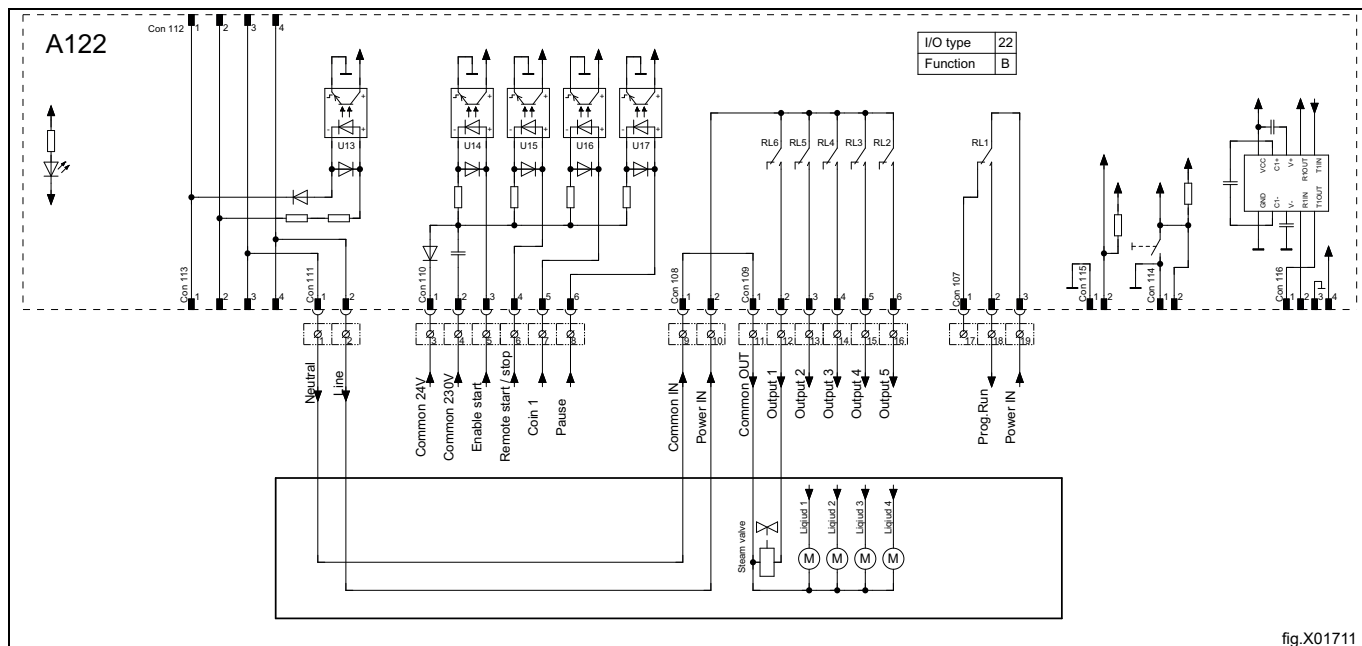 A122
Con 112 1 2 3 4
I/O type 22
Function B
- + - + - + - + - +
U13 U14 U15 U16 U17
RL6 RL5 RL4 RL3 RL2 RL1
VCC C1+ V+ R1OUT T1IN
GND C1- V- R1IN T1OUT
Con 113 1 2 3 4
Con 111 1 2
Con 110 1 2 3 4 5 6
Con 108 1 2
Con 109 1 2 3 4 5 6
Con 107 1 2 3
Con 115 1 2
Con 114 1 2
Con 116 1 2 3 4
1 2 3 4 5 6 7 8 9 10 11 12 13 14 15 16 17 18 19
Neutral
Line
Common 24V
Common 230V
Enable start
Remote start / stop
Coin 1
Pause
Common IN
Power IN
Common OUT
Output 1
Output 2
Output 3
Output 4
Output 5
Prog.Run
Power IN
Steam valve
Liqiud 1
Liqiud 2
Liqiud 3
Liqiud 4
M M M M
fig.X01711